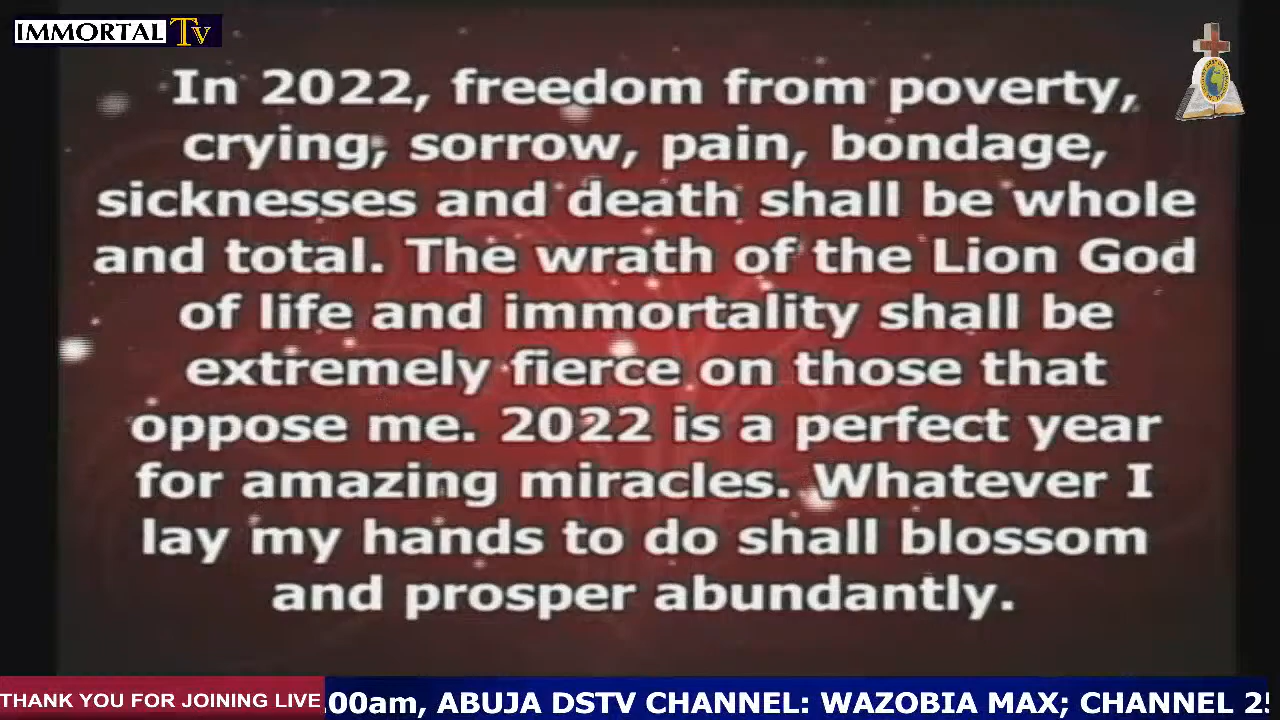 IMMORTAL TV
In 2022, freedom from poverty,
crying, sorrow, pain, bondage,
sicknesses and death shall be whole
and total. The wrath of the Lion God
of life and immortality shall be
extremely fierce on those that
oppose me. 2022 is a perfect year
for amazing miracles. Whatever I
lay my hands to do shall blossom
and prosper abundantly.
THANK YOU FOR JOINING LIVE
.00am, ABUJA DSTV CHANNEL: WAZOBIA MAX; CHANNEL